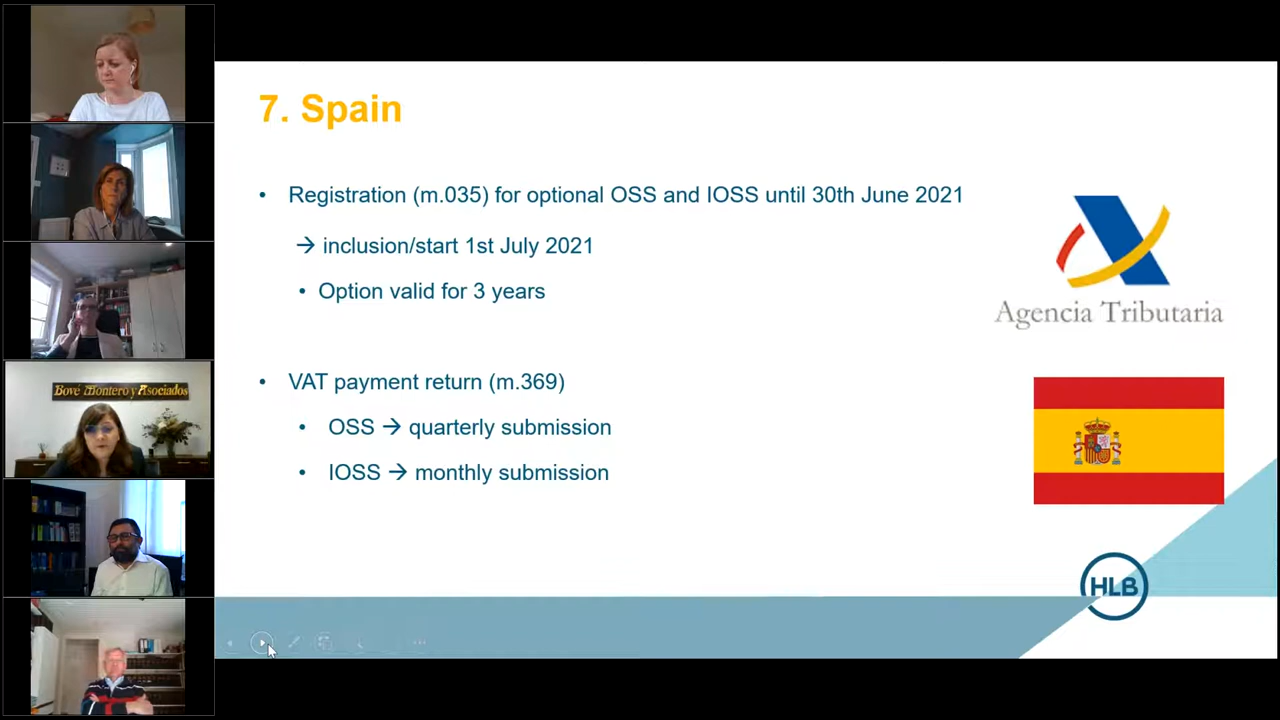 7. Spain
• Registration (m.035) for optional OSS and IOSS until 30th June 2021
→ inclusion/start 1st July 2021
• Option valid for 3 years
Agencia Tributaria
• VAT payment return (m.369)
• OSS → quarterly submission
• IOSS → monthly submission
Bové Montero y Asociados
HLB